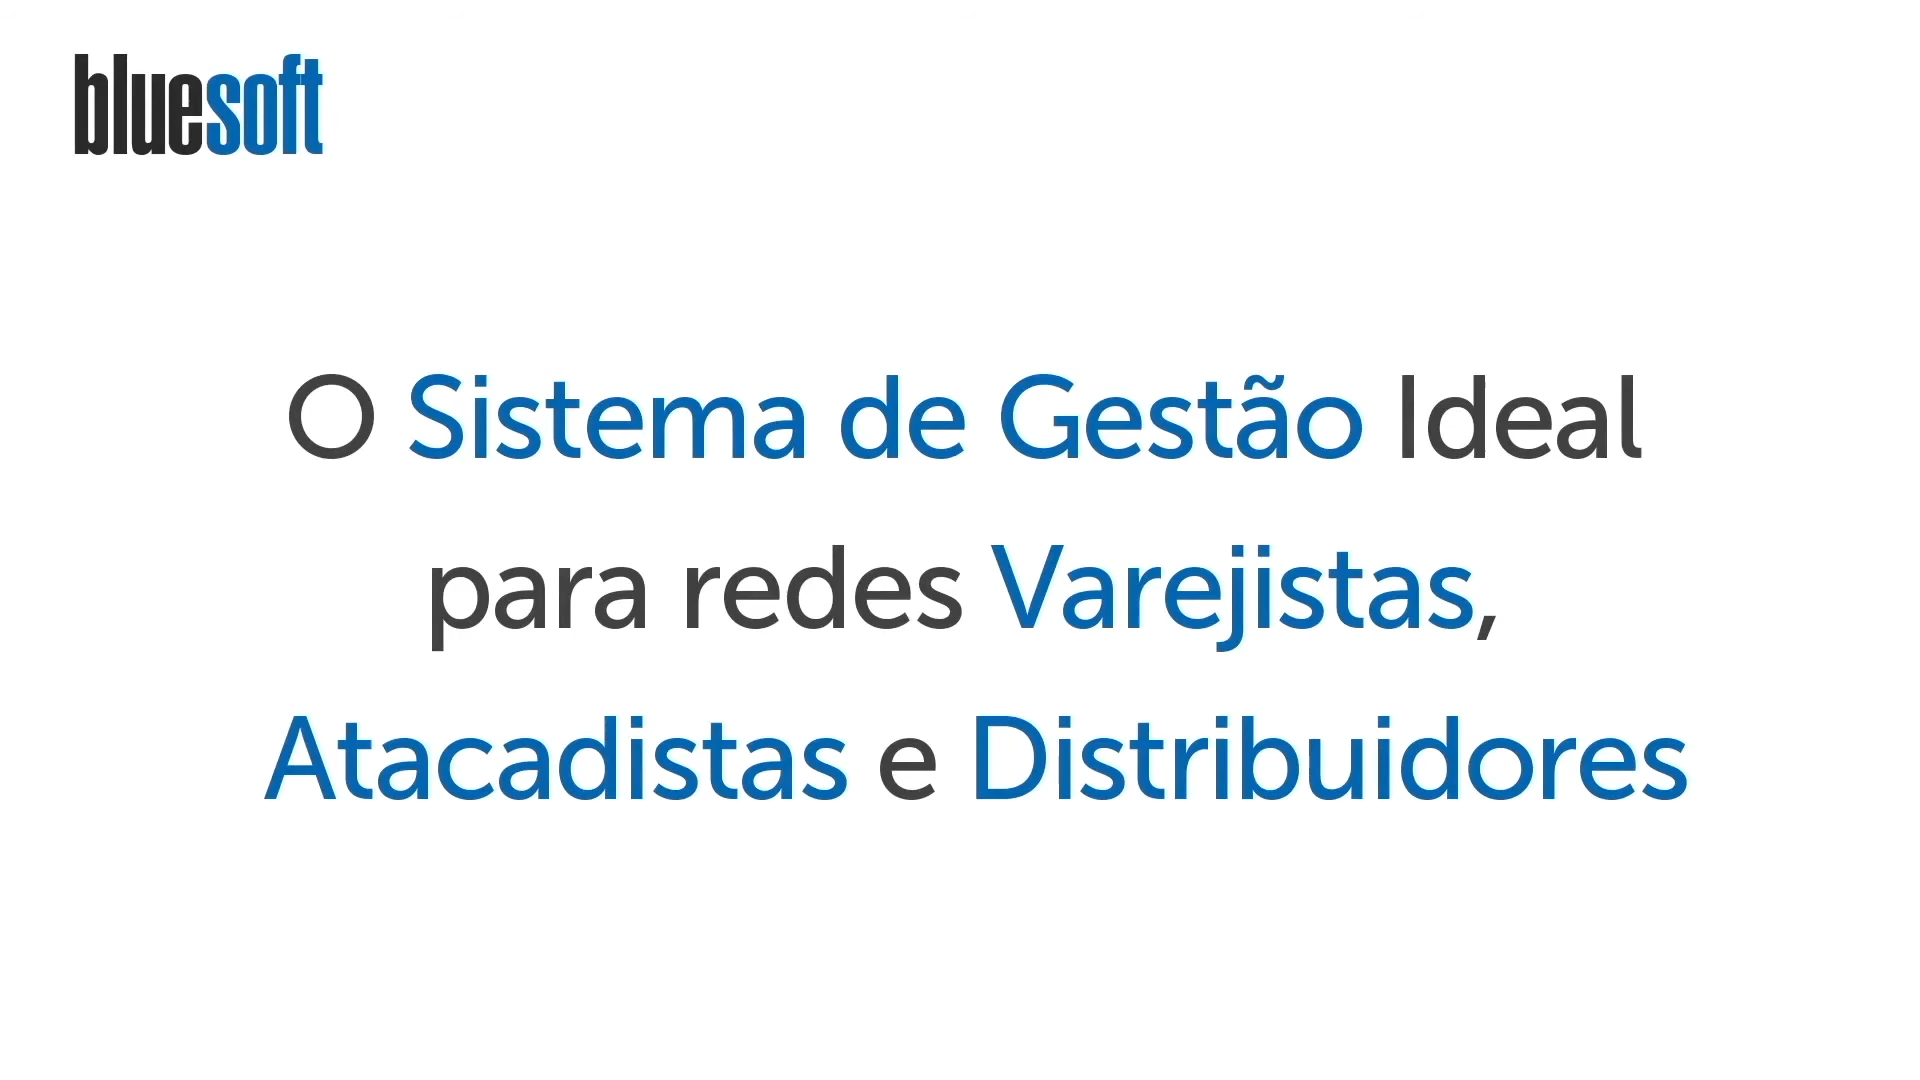 bluesoft
O Sistema de Gestão Ideal
para redes Varejistas,
Atacadistas e Distribuidores